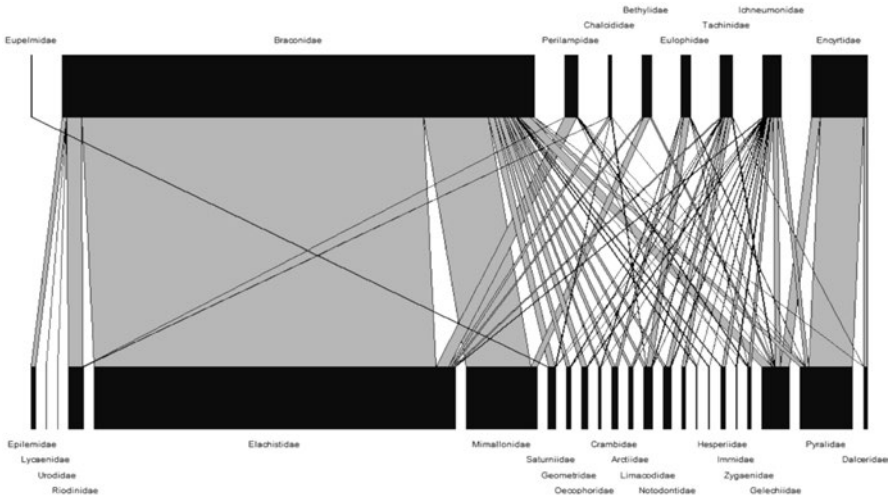 Bethylidae Ichneumonidae
Chalcididae Tachinidae
Eupelmidae Braconidae Perilampidae Eulophidae Encyrtidae
Epilemidae Elachistidae Mimallonidae Crambidae Hesperiidae Pyralidae
Lycaenidae Saturniidae Arctiidae Immidae Dalceridae
Urodidae Geometridae Limacodidae Zygaenidae
Riodinidae Oecophoridae Notodontidae Gelechiidae